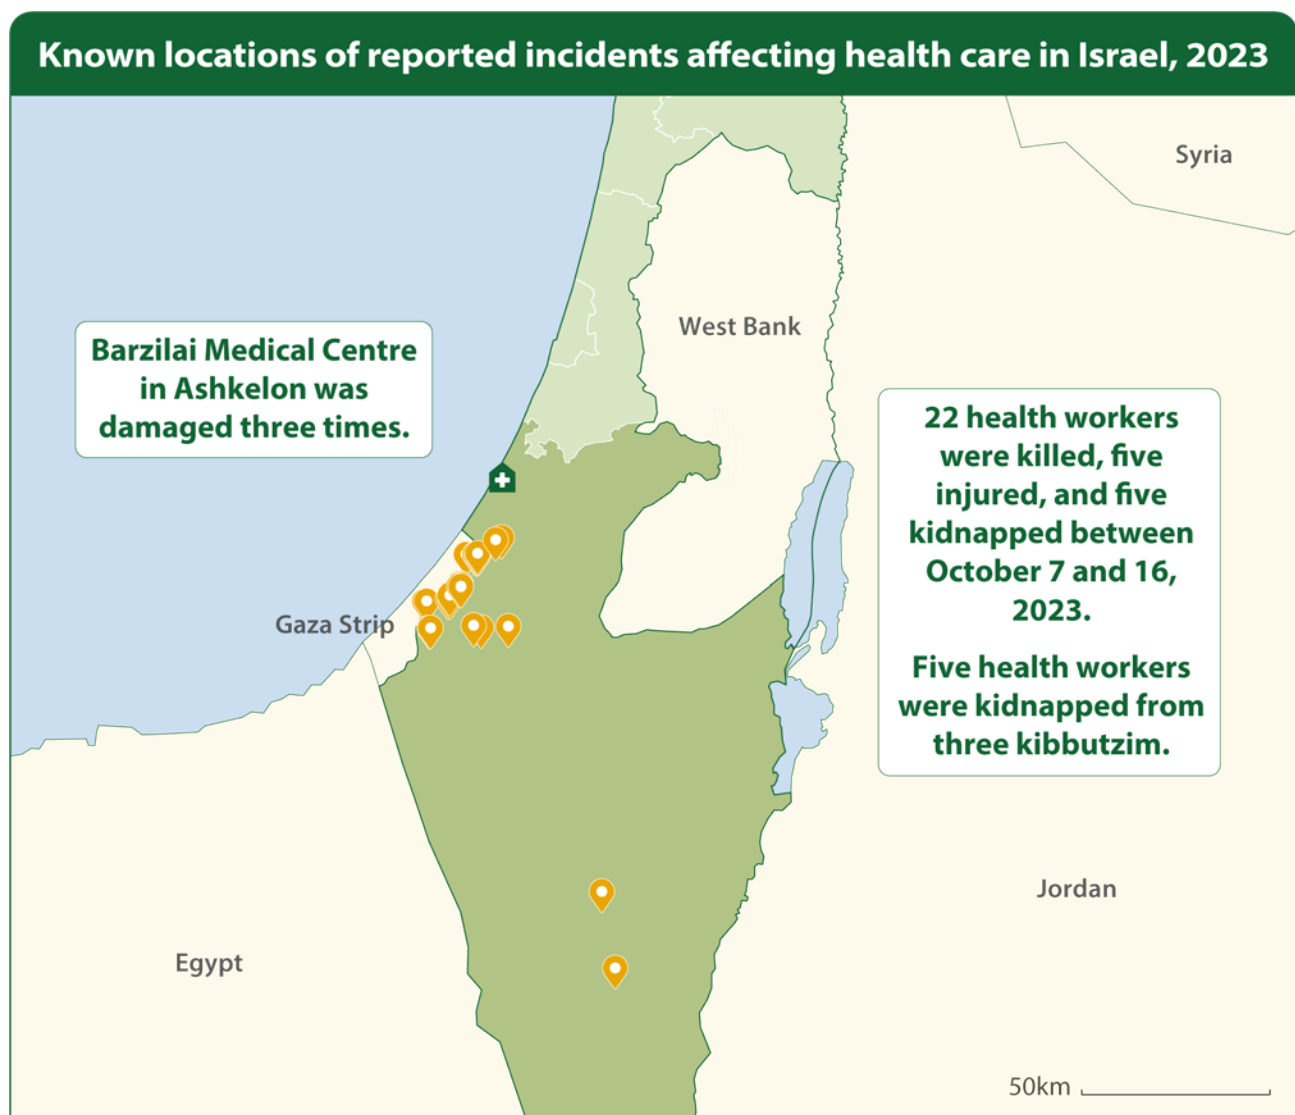 Known locations of reported incidents affecting health care in Israel, 2023
Syria
West Bank
Barzilai Medical Centre
in Ashkelon was
damaged three times.
22 health workers
were killed, five
injured, and five
kidnapped between
October 7 and 16,
2023.
Five health workers
were kidnapped from
three kibbutzim.
Gaza Strip
Jordan
Egypt
50km